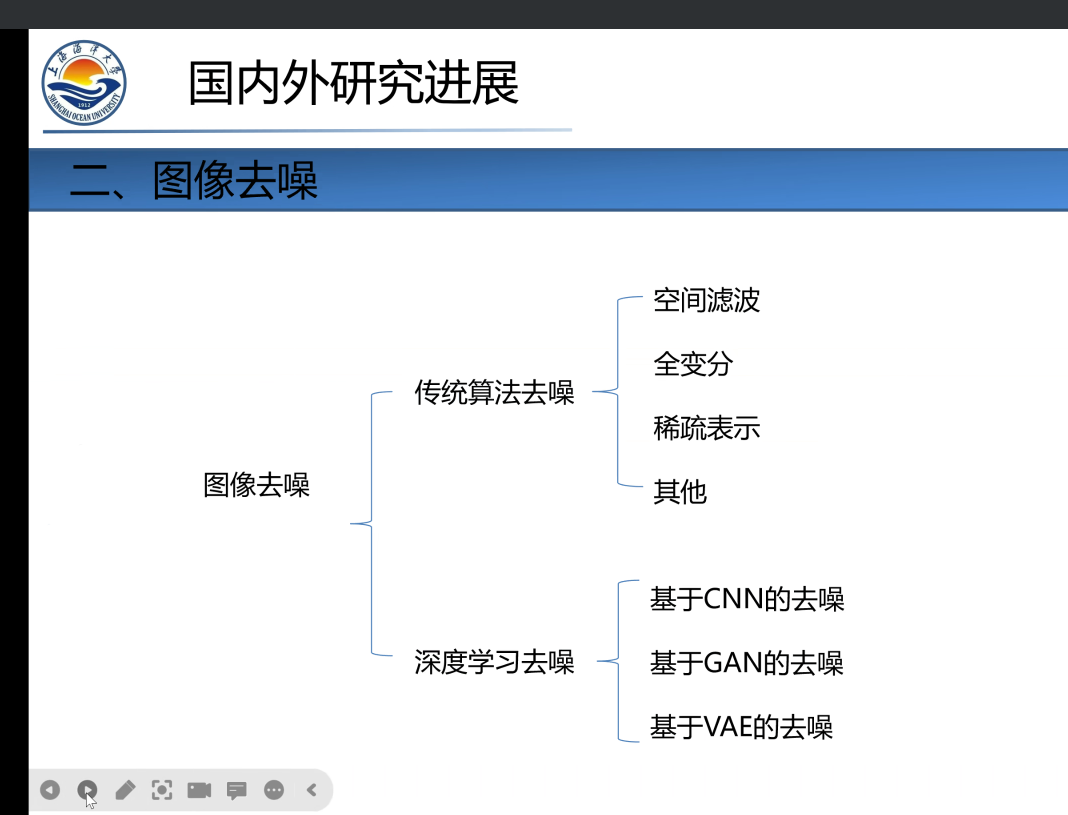 上海海洋大学
1912
SHANGHAI OCEAN UNIVERSITY
国内外研究进展
二、图像去噪
空间滤波
全变分
传统算法去噪
稀疏表示
图像去噪
其他
基于CNN的去噪
深度学习去噪
基于GAN的去噪
基于VAE的去噪